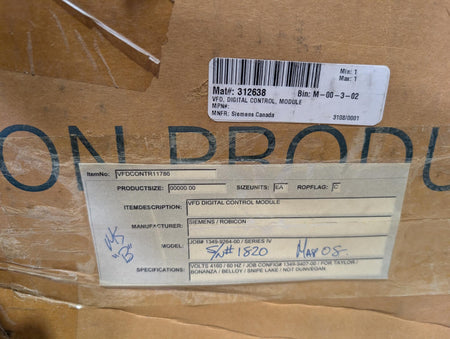 Min: 1
Max: 1
Mat#: 312638 Bin: M-00-3-02
VFD, DIGITAL CONTROL, MODULE
MPN#:
MNFR: Siemens Canada 3108/0001
ON PRODU
ItemNo.: VFDCONTR11786
PRODUCTSIZE: 00000.00 SIZEUNITS: EA ROPFLAG: C
ITEMDESCRIPTION: VFD DIGITAL CONTROL MODULE
MANUFACTURER: SIEMENS / ROBICON
MODEL: JOB# 1349-9264-00 / SERIES IV
S/N# 1820 Mar 08.
"B"
SPECIFICATIONS: VOLTS 4160 / 60 HZ / JOB CONFIG# 1349-9407-00 / FOR TAYLOR /
BONANZA / BELLOY / SNIPE LAKE / NOT DUNVEGAN